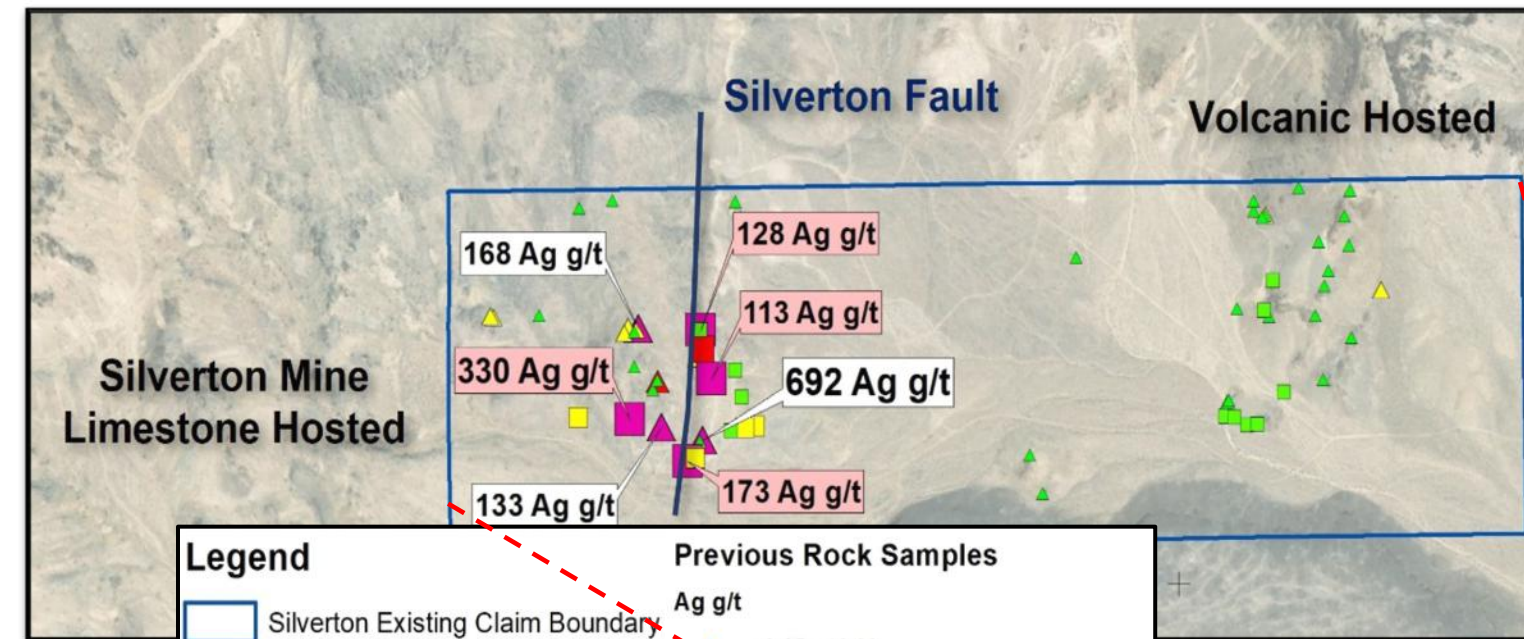 Silverton Fault
Volcanic Hosted
128 Ag g/t
168 Ag g/t
113 Ag g/t
330 Ag g/t
692 Ag g/t
Silverton Mine
Limestone Hosted
133 Ag g/t
173 Ag g/t
Legend
Silverton Existing Claim Boundary
Previous Rock Samples
Ag g/t